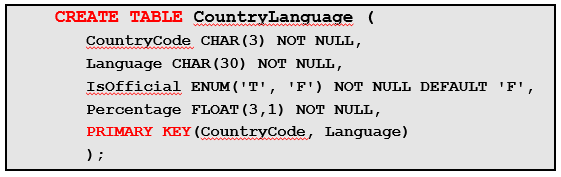 CREATE TABLE CountryLanguage (
CountryCode CHAR(3) NOT NULL,
Language CHAR(30) NOT NULL,
IsOfficial ENUM('T', 'F') NOT NULL DEFAULT 'F',
Percentage FLOAT(3,1) NOT NULL,
PRIMARY KEY(CountryCode, Language)
);